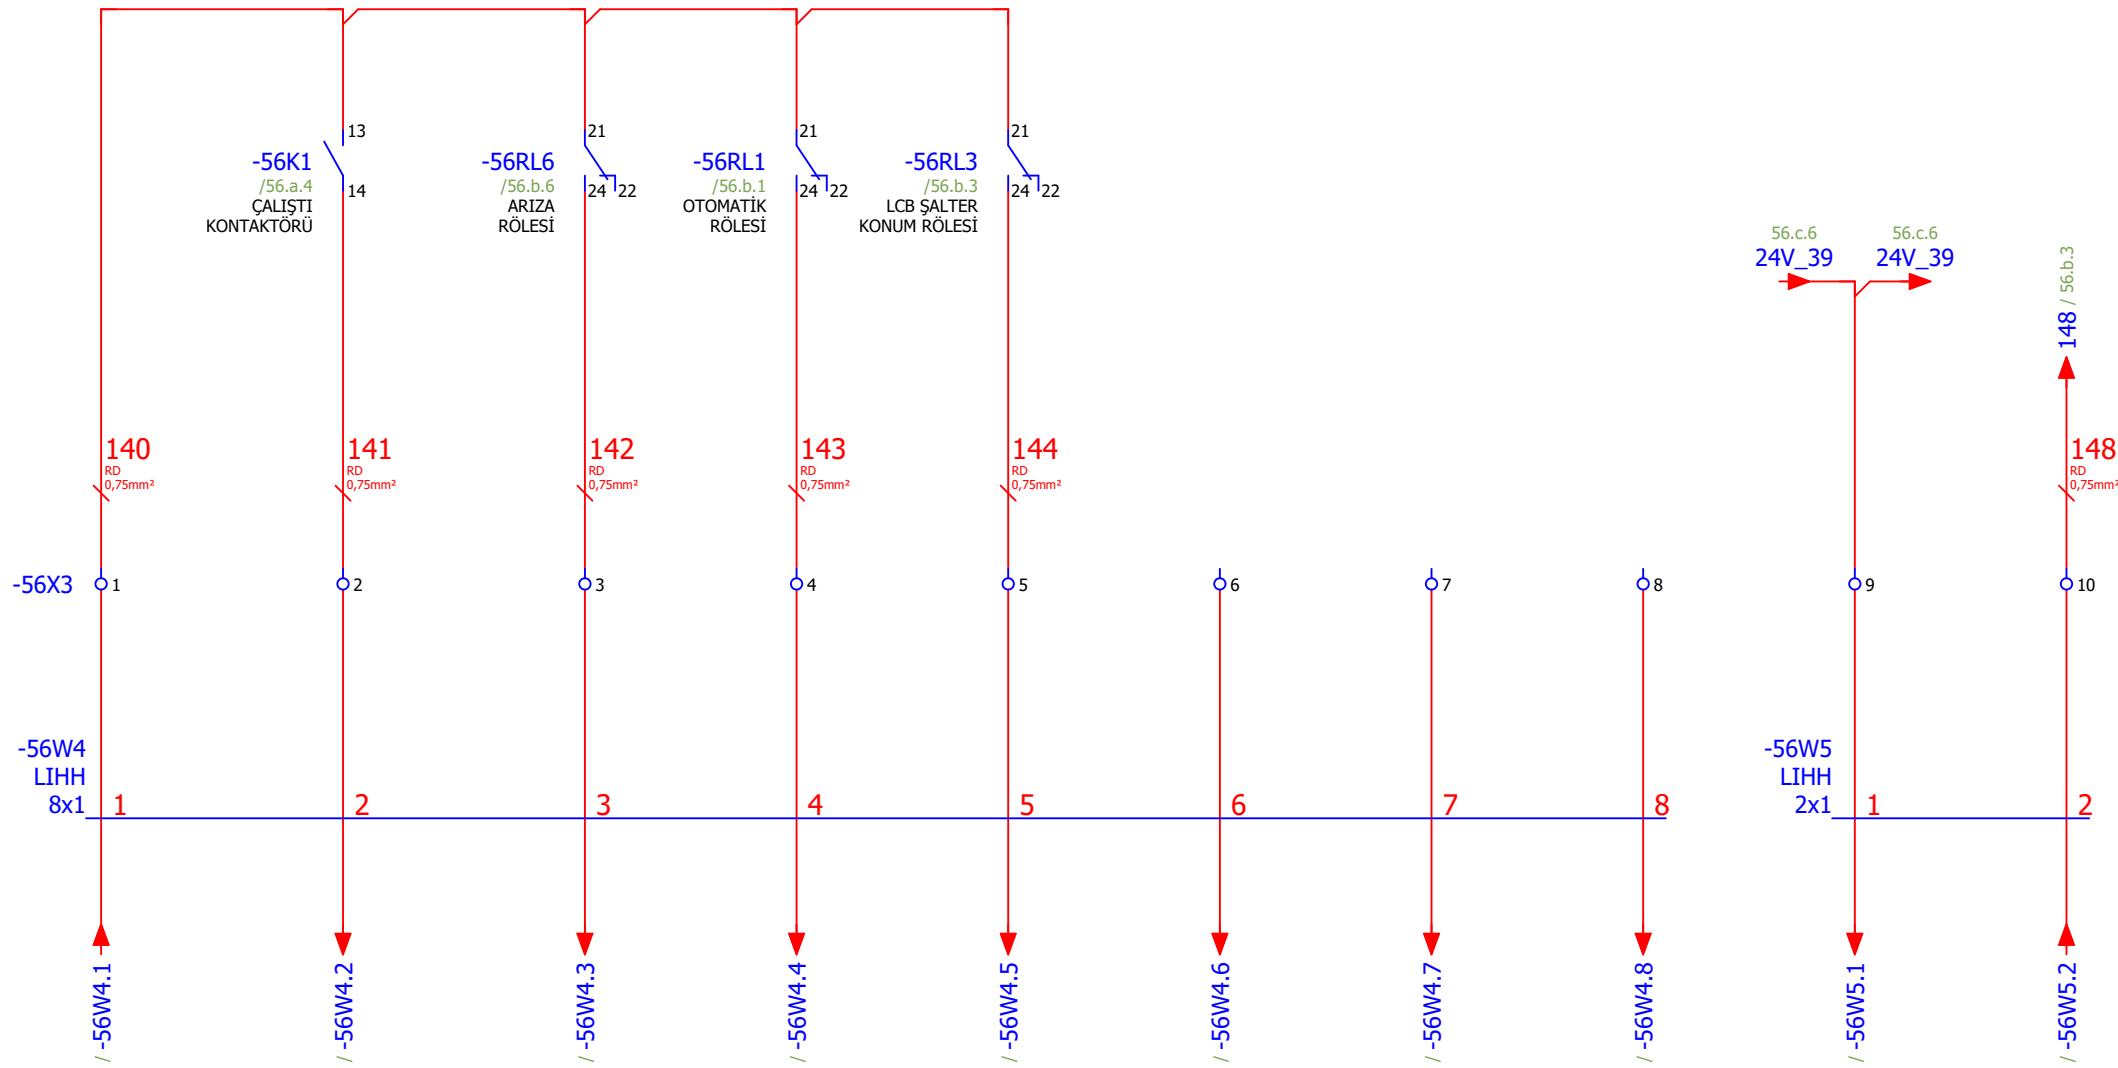 13
-56K1
/56.a.4
14
ÇALIŞTI
KONTAKTÖRÜ
21
-56RL6
/56.b.6
24 22
ARIZA
RÖLESİ
21
-56RL1
/56.b.1
24 22
OTOMATİK
RÖLESİ
21
-56RL3
/56.b.3
24 22
LCB ŞALTER
KONUM RÖLESİ
56.c.6
24V_39
56.c.6
24V_39
148 / 56.b.3
140
RD
0,75mm²
141
RD
0,75mm²
142
RD
0,75mm²
143
RD
0,75mm²
144
RD
0,75mm²
148
RD
0,75mm²
-56X3
1
2
3
4
5
6
7
8
9
10
-56W4
LIHH
8x1
1
2
3
4
5
6
7
8
-56W5
LIHH
2x1
1
2
/ -56W4.1
/ -56W4.2
/ -56W4.3
/ -56W4.4
/ -56W4.5
/ -56W4.6
/ -56W4.7
/ -56W4.8
/ -56W5.1
/ -56W5.2